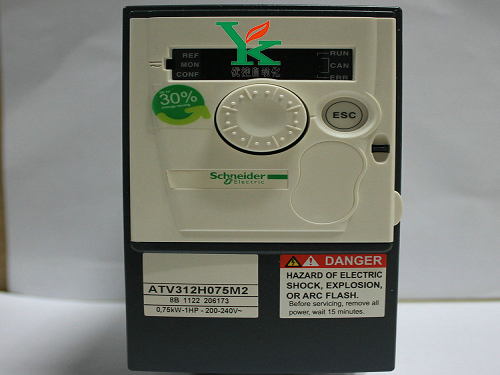 YK
REF
MON
CONF
RUN
CAN
ERR
30%
ESC
Schneider
Electric
ATV312H075M2
8B 1122 206173
0,75kW-1HP - 200-240V~
DANGER
HAZARD OF ELECTRIC
SHOCK, EXPLOSION,
OR ARC FLASH.
Before servicing, remove all
power, wait 15 minutes.